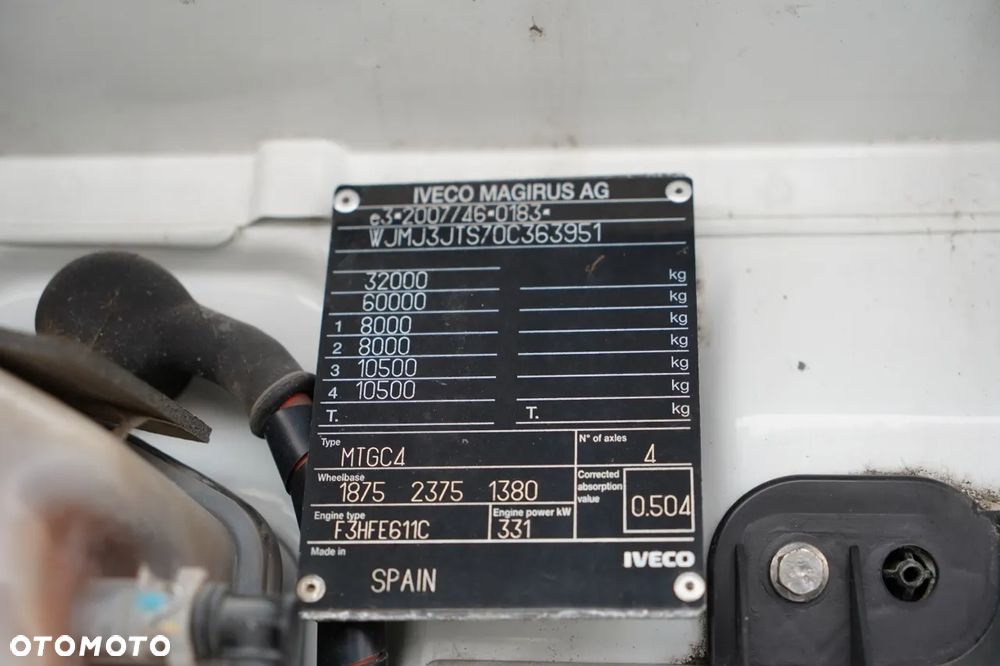 IVECO MAGIRUS AG
e3*2007/46*0183*
WJMJ3JTS70C363951
32000 kg
60000 kg
1 8000 kg
2 8000 kg
3 10500 kg
4 10500 kg
T. T. kg
Type MTGC4 N° of axles 4
Wheelbase 1875 2375 1380 Corrected absorption value 0.504
Engine type F3HFE611C Engine power kW 331
Made in SPAIN IVECO
OTOMOTO